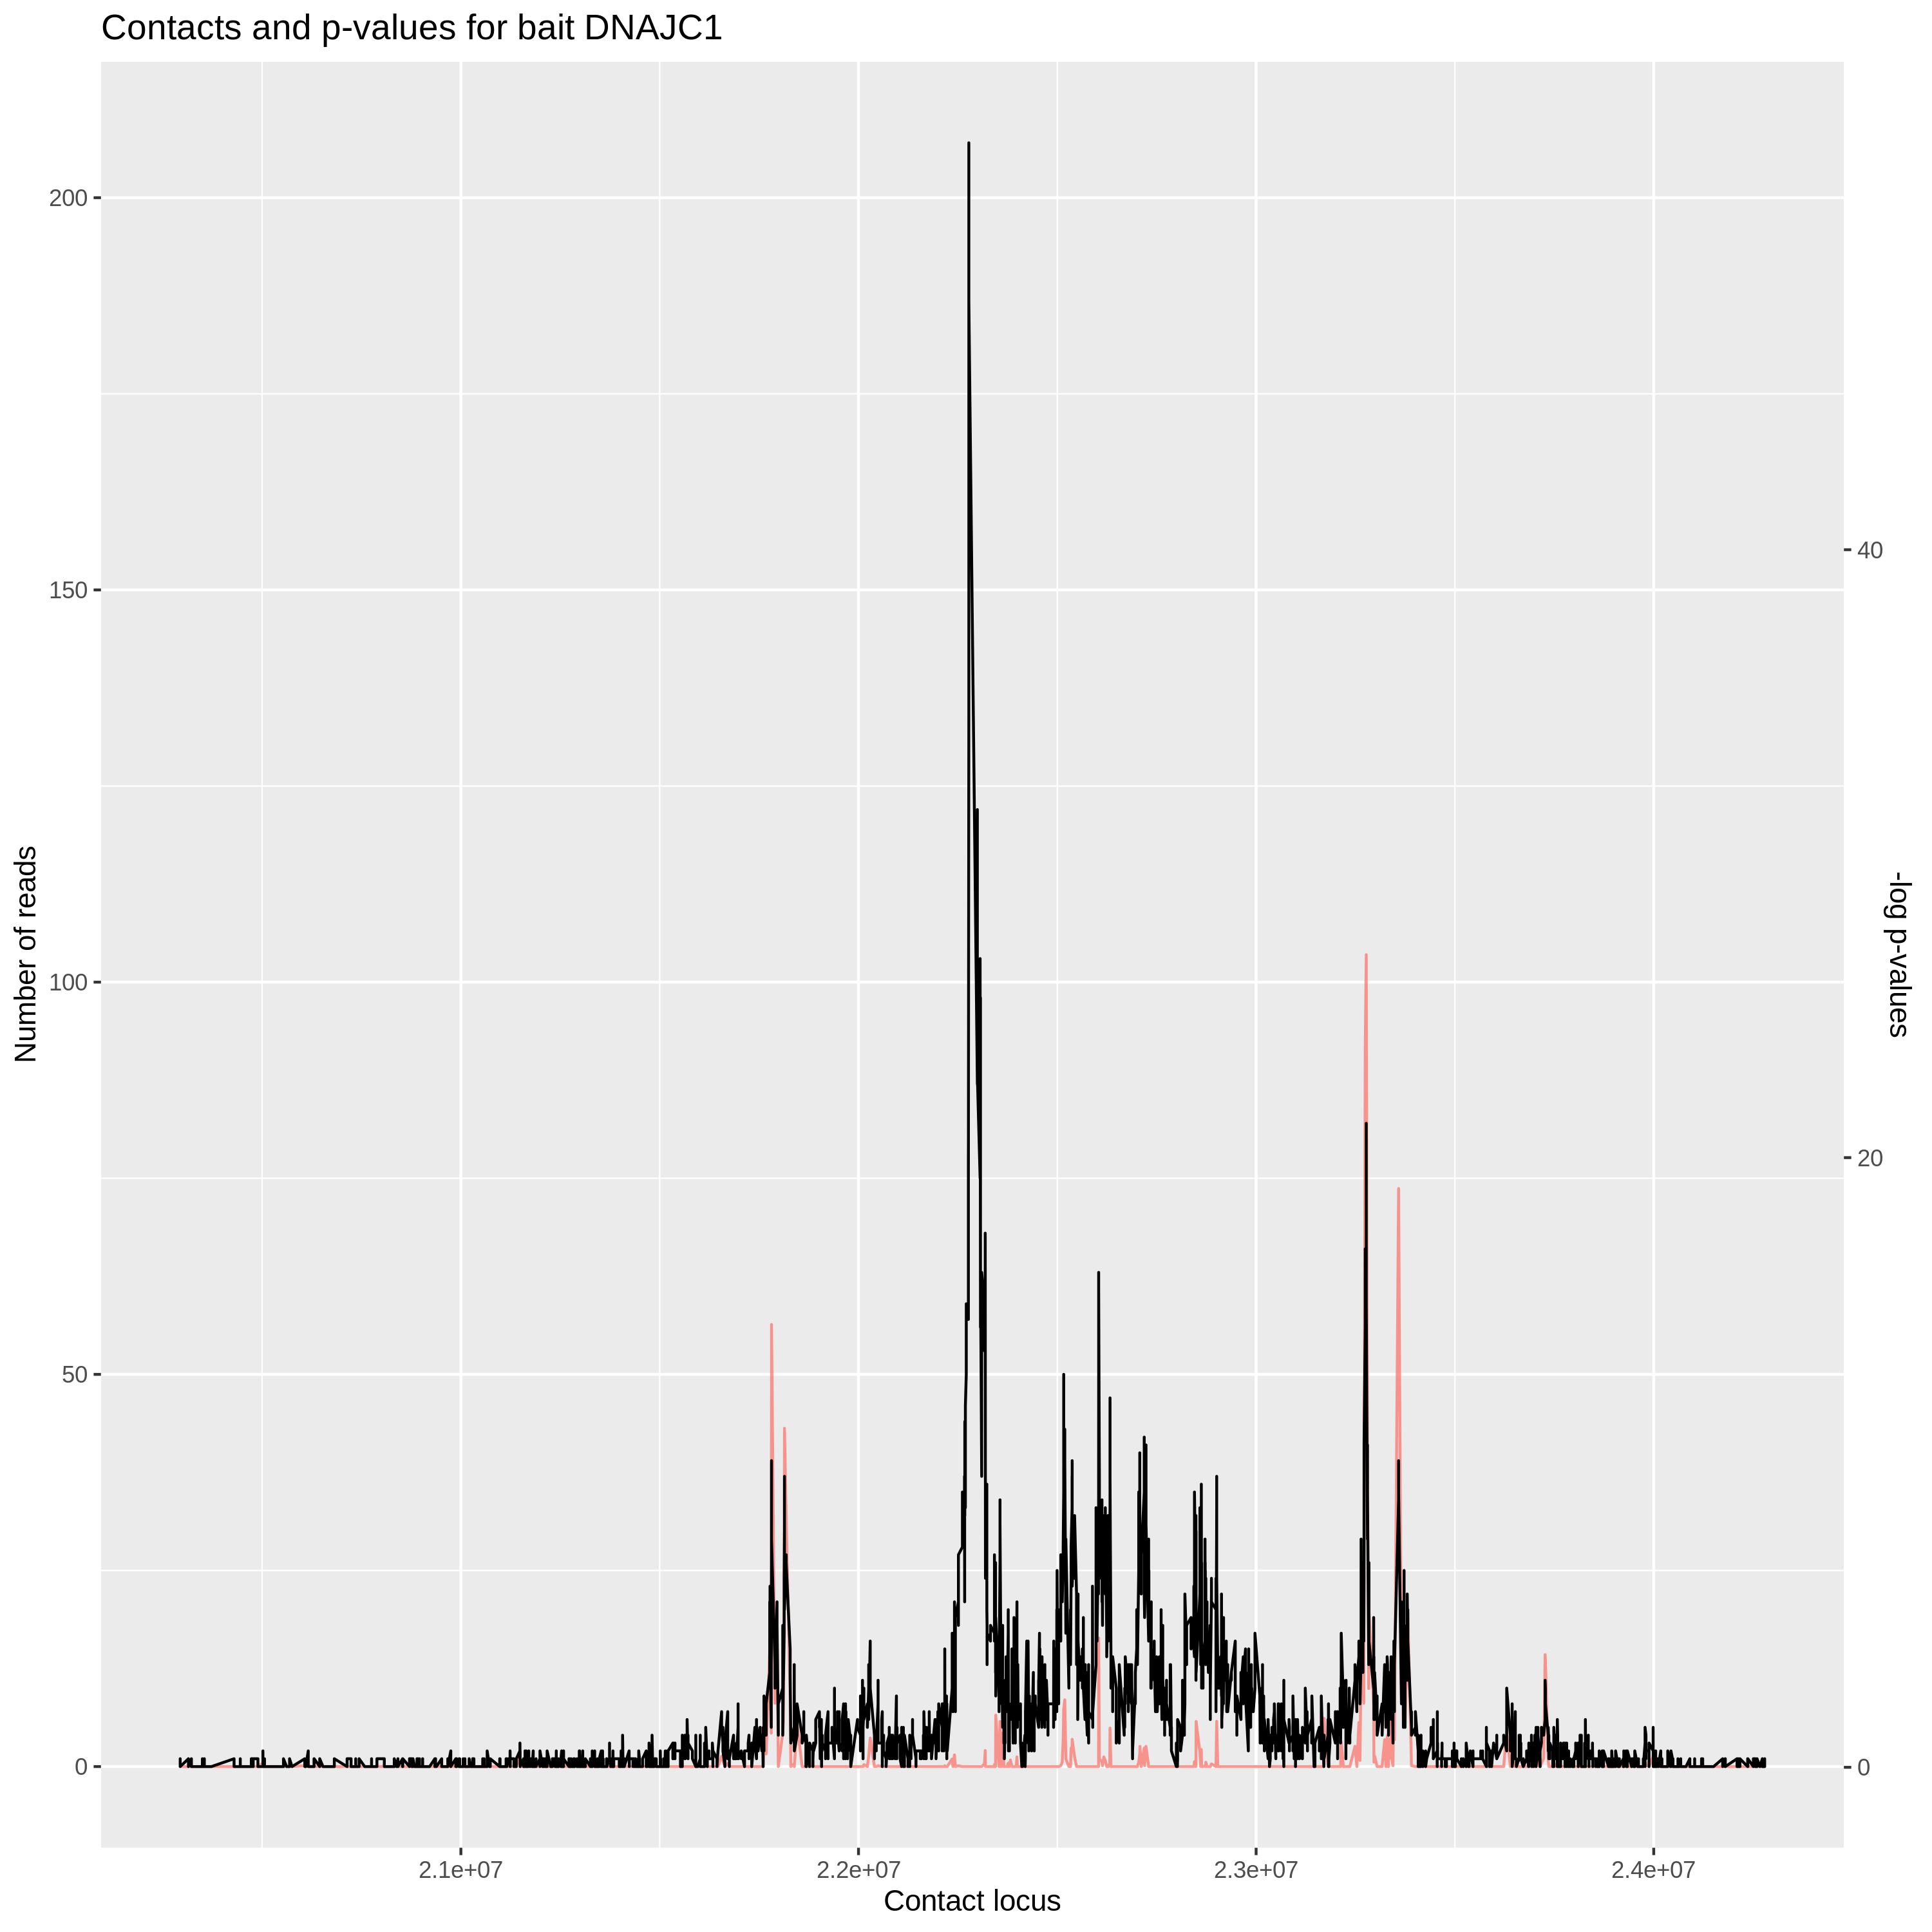 Contacts and p-values for bait DNAJC1
200
150
100
50
0
Number of reads
40
20
0
-log p-values
2.1e+07
2.2e+07
2.3e+07
2.4e+07
Contact locus